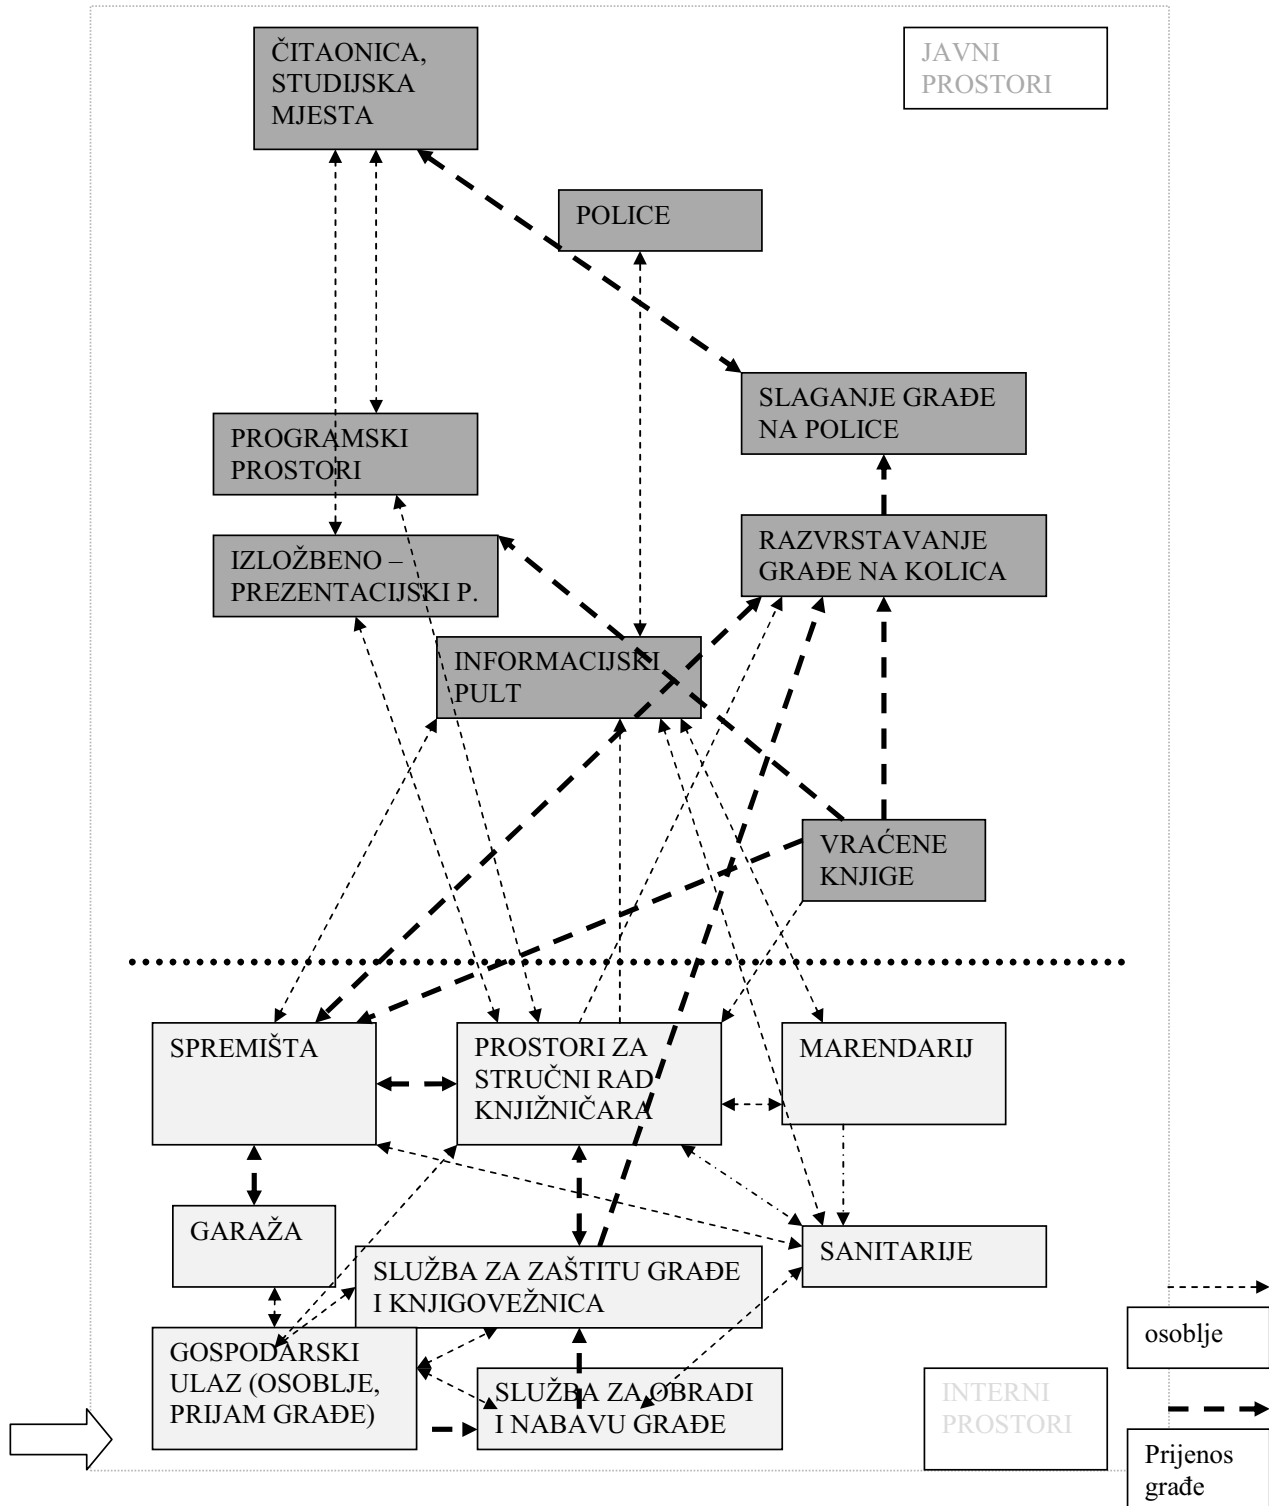 ČITAONICA,
STUDIJSKA
MJESTA
JAVNI
PROSTORI
POLICE
SLAGANJE GRAĐE
NA POLICE
PROGRAMSKI
PROSTORI
RAZVRSTAVANJE
GRAĐE NA KOLICA
IZLOŽBENO –
PREZENTACIJSKI P.
INFORMACIJSKI
PULT
VRAĆENE
KNJIGE
SPREMIŠTA
PROSTORI ZA
STRUČNI RAD
KNJIŽNIČARA
MARENDARIJ
GARAŽA
SLUŽBA ZA ZAŠTITU GRAĐE
I KNJIGOVEŽNICA
SANITARIJE
GOSPODARSKI
ULAZ (OSOBLJE,
PRIJAM GRAĐE)
SLUŽBA ZA OBRADI
I NABAVU GRAĐE
INTERNI
PROSTORI
osoblje
Prijenos
građe